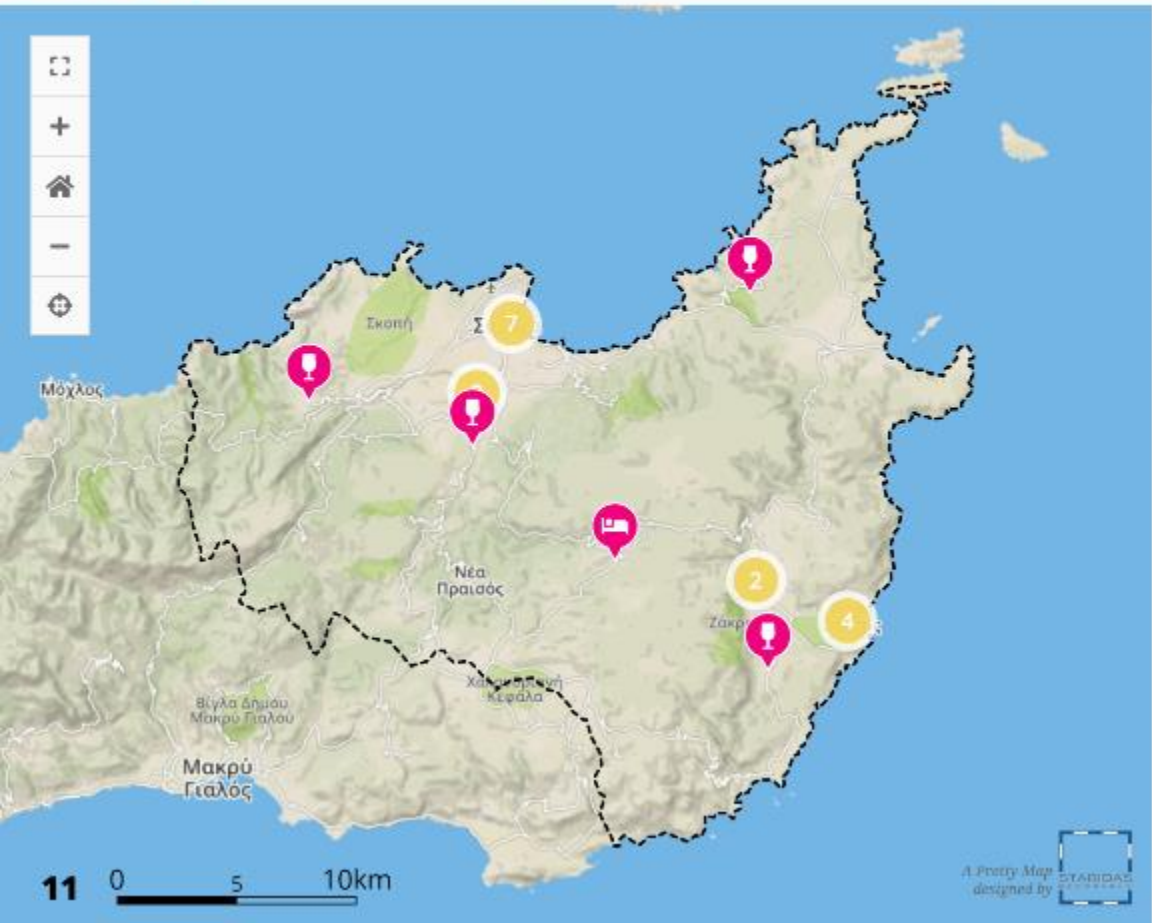 Σκοπή
Σ
7
Μόχλος
Νέα
Πραισός
2
4
Βίγλα Δήμου
Μακρύ Γιαλού
Κεφάλα
Μακρύ
Γιαλός
11
0
5
10km
A Pretty Map
designed by